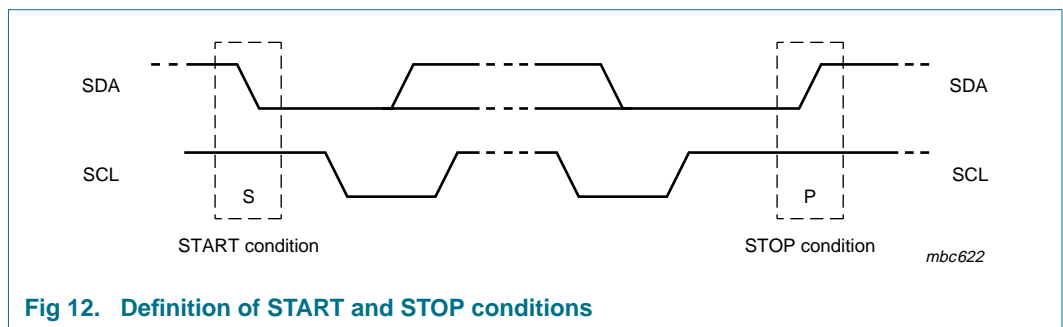 SDA
SDA
SCL
SCL
S
P
START condition
STOP condition
mbc622
Fig 12. Definition of START and STOP conditions